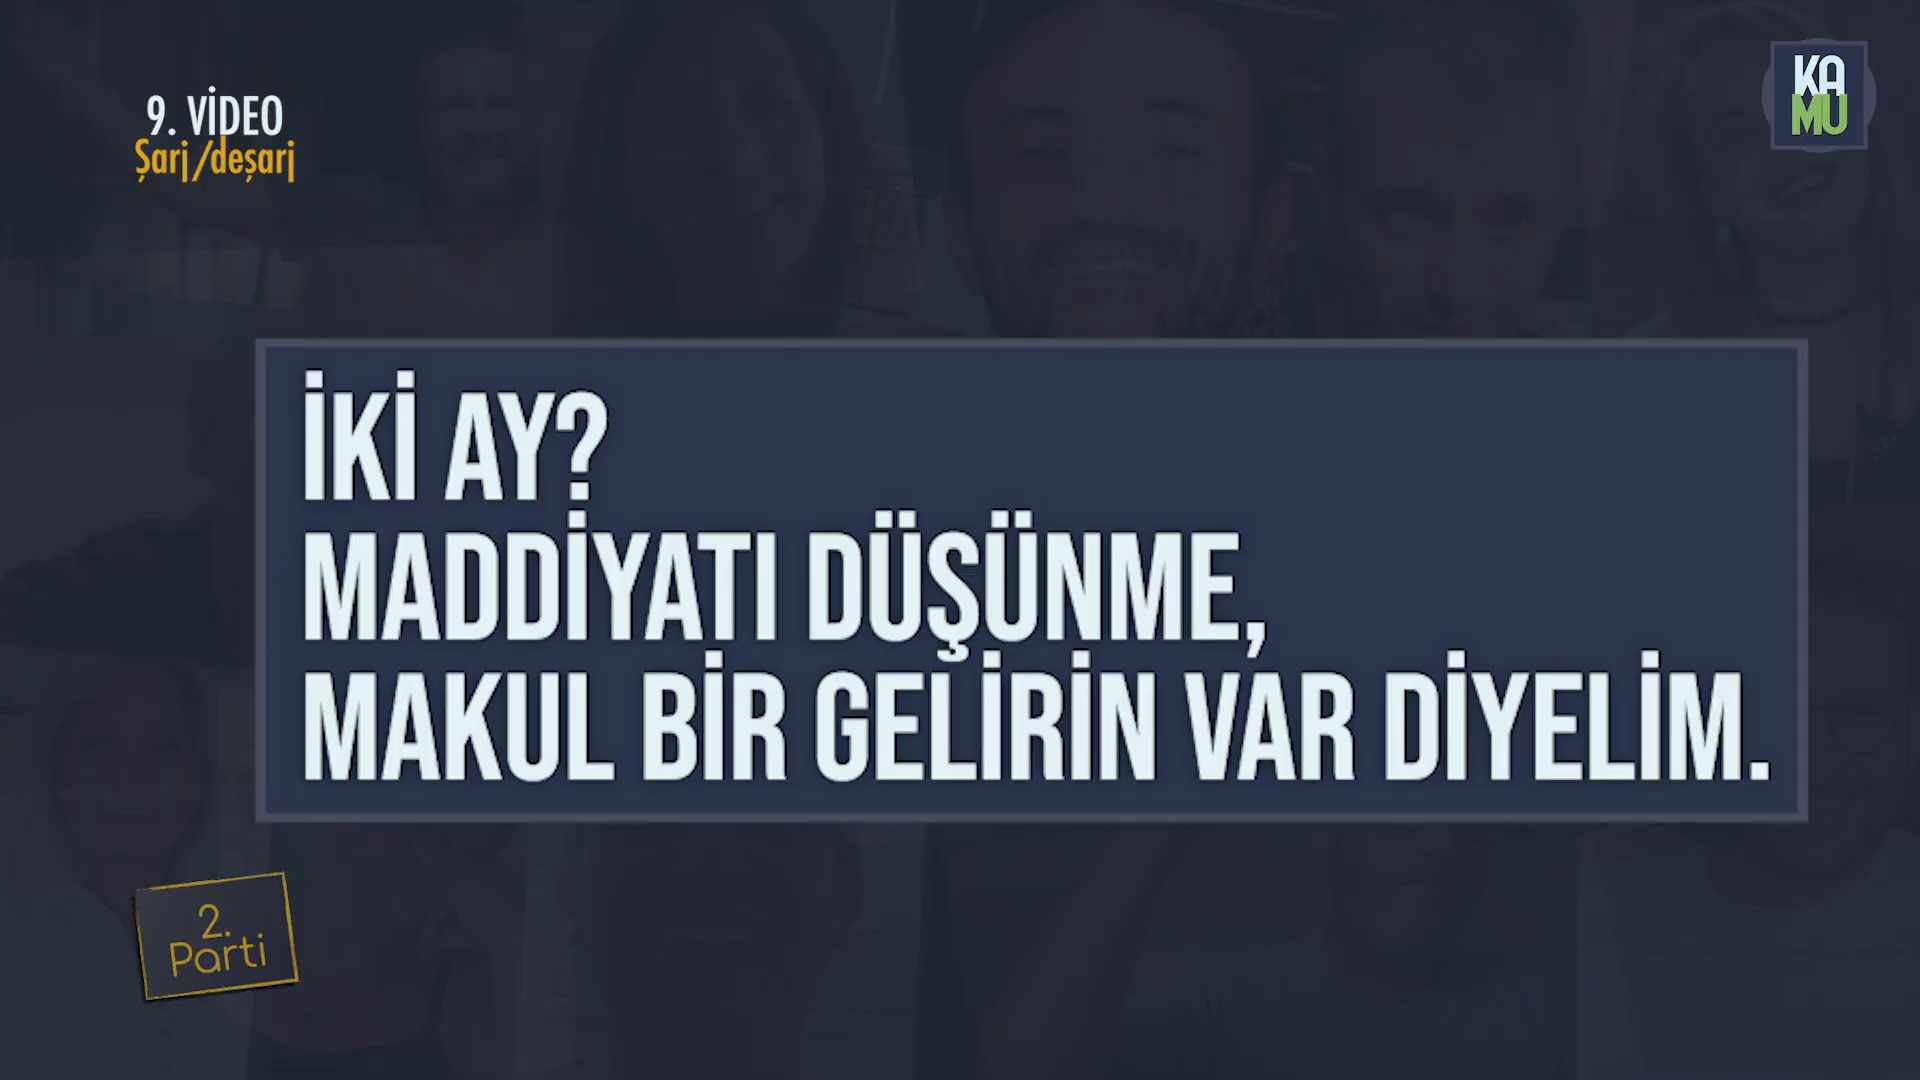 9. VİDEO
Şarj/deşarj
KA
MU
İKİ AY?
MADDİYATI DÜŞÜNME,
MAKUL BİR GELİRİN VAR DİYELİM.
2.
Parti